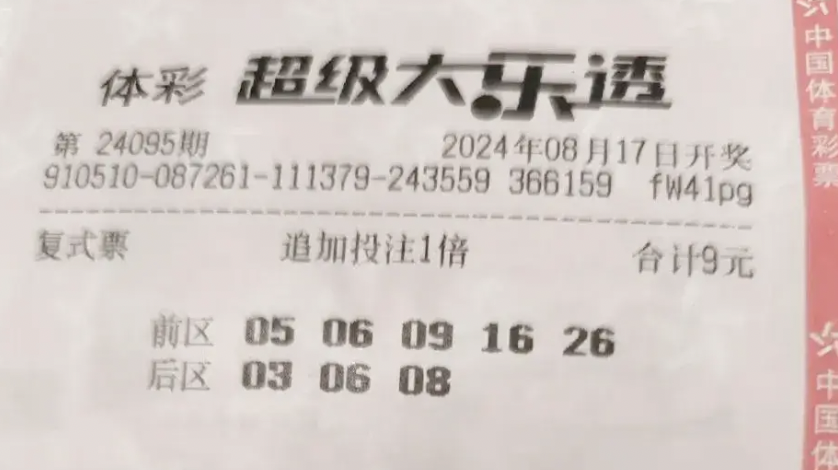 体彩 超级大乐透
第 24095期 2024年08月17日开奖
910510-087261-111379-243559 366159 fW41pg
复式票 追加投注1倍 合计9元
前区 05 06 09 16 26
后区 03 06 08
中国体育彩票
中国体